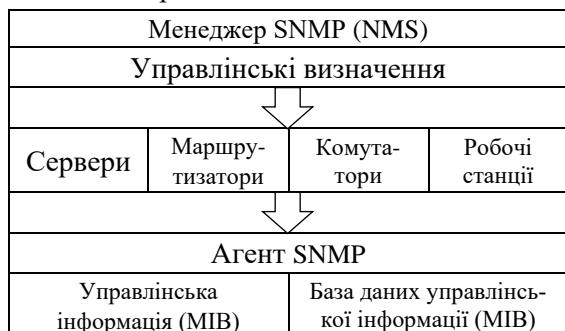 Менеджер SNMP (NMS)
Управлінські визначення
Сервери
Маршру-
тизатори
Комута-
тори
Робочі
станції
Агент SNMP
Управлінська
інформація (MIB)
База даних управлінсь-
кої інформації (MIB)